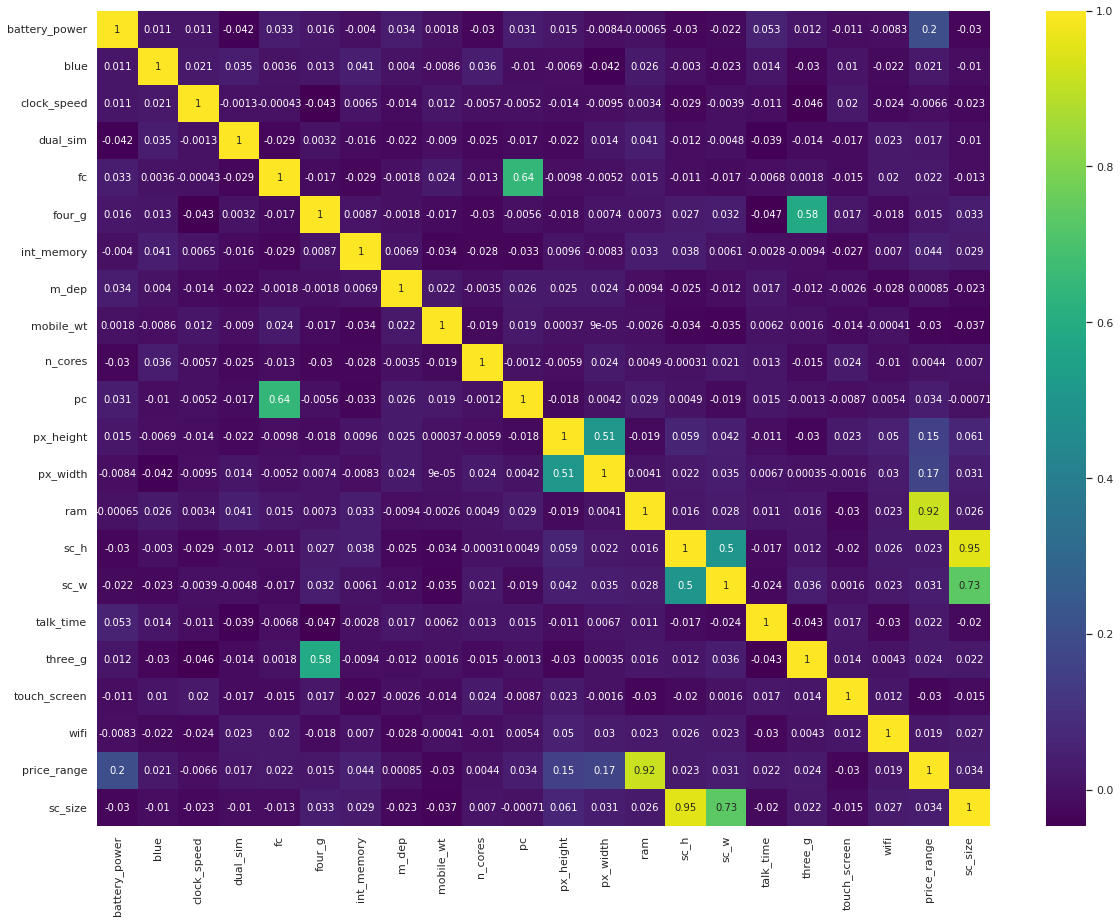 battery_power 1 0.011 0.011 -0.042 0.033 0.016 -0.004 0.034 0.0018 -0.03 0.031 0.015 -0.0084 -0.00065 -0.03 -0.022 0.053 0.012 -0.011 -0.0083 0.2 -0.03
blue 0.011 1 0.021 0.035 0.0036 0.013 0.041 0.004 -0.0086 0.036 -0.01 -0.0069 -0.042 0.026 -0.003 -0.023 0.014 -0.03 0.01 -0.022 0.021 -0.01
clock_speed 0.011 0.021 1 -0.0013 -0.00043 -0.043 0.0065 -0.014 0.012 -0.0057 -0.0052 -0.014 -0.0095 0.0034 -0.029 -0.0039 -0.011 -0.046 0.02 -0.024 -0.0066 -0.023
dual_sim -0.042 0.035 -0.0013 1 -0.029 0.0032 -0.016 -0.022 -0.009 -0.025 -0.017 -0.022 0.014 0.041 -0.012 -0.0048 -0.039 -0.014 -0.017 0.023 0.017 -0.01
fc 0.033 0.0036 -0.00043 -0.029 1 -0.017 -0.029 -0.0018 0.024 -0.013 0.64 -0.0098 -0.0052 0.015 -0.011 -0.017 -0.0068 0.0018 -0.015 0.02 0.022 -0.013
four_g 0.016 0.013 -0.043 0.0032 -0.017 1 0.0087 -0.0018 -0.017 -0.03 -0.0056 -0.018 0.0074 0.0073 0.027 0.032 -0.047 0.58 0.017 -0.018 0.015 0.033
int_memory -0.004 0.041 0.0065 -0.016 -0.029 0.0087 1 0.0069 -0.034 -0.028 -0.033 0.0096 -0.0083 0.033 0.038 0.0061 -0.0028 -0.0094 -0.027 0.007 0.044 0.029
m_dep 0.034 0.004 -0.014 -0.022 -0.0018 -0.0018 0.0069 1 0.022 -0.0035 0.026 0.025 0.024 -0.0094 -0.025 -0.012 0.017 -0.012 -0.0026 -0.028 0.00085 -0.023
mobile_wt 0.0018 -0.0086 0.012 -0.009 0.024 -0.017 -0.034 0.022 1 -0.019 0.019 0.00037 9e-05 -0.0026 -0.034 -0.035 0.0062 0.0016 -0.014 -0.00041 -0.03 -0.037
n_cores -0.03 0.036 -0.0057 -0.025 -0.013 -0.03 -0.028 -0.0035 -0.019 1 -0.0012 -0.0059 0.024 0.0049 -0.00031 0.021 0.013 -0.015 0.024 -0.01 0.0044 0.007
pc 0.031 -0.01 -0.0052 -0.017 0.64 -0.0056 -0.033 0.026 0.019 -0.0012 1 -0.018 0.0042 0.029 0.0049 -0.019 0.015 -0.0013 -0.0087 0.0054 0.034 -0.00071
px_height 0.015 -0.0069 -0.014 -0.022 -0.0098 -0.018 0.0096 0.025 0.00037 -0.0059 -0.018 1 0.51 -0.019 0.059 0.042 -0.011 -0.03 0.023 0.05 0.15 0.061
px_width -0.0084 -0.042 -0.0095 0.014 -0.0052 0.0074 -0.0083 0.024 9e-05 0.024 0.0042 0.51 1 0.0041 0.022 0.035 0.0067 0.00035 -0.0016 0.03 0.17 0.031
ram -0.00065 0.026 0.0034 0.041 0.015 0.0073 0.033 -0.0094 -0.0026 0.0049 0.029 -0.019 0.0041 1 0.016 0.028 0.011 0.016 -0.03 0.023 0.92 0.026
sc_h -0.03 -0.003 -0.029 -0.012 -0.011 0.027 0.038 -0.025 -0.034 -0.00031 0.0049 0.059 0.022 0.016 1 0.5 -0.017 0.012 -0.02 0.026 0.023 0.95
sc_w -0.022 -0.023 -0.0039 -0.0048 -0.017 0.032 0.0061 -0.012 -0.035 0.021 -0.019 0.042 0.035 0.028 0.5 1 -0.024 0.036 0.0016 0.023 0.031 0.73
talk_time 0.053 0.014 -0.011 -0.039 -0.0068 -0.047 -0.0028 0.017 0.0062 0.013 0.015 -0.011 0.0067 0.011 -0.017 -0.024 1 -0.043 0.017 -0.03 0.022 -0.02
three_g 0.012 -0.03 -0.046 -0.014 0.0018 0.58 -0.0094 -0.012 0.0016 -0.015 -0.0013 -0.03 0.00035 0.016 0.012 0.036 -0.043 1 0.014 0.0043 0.024 0.022
touch_screen -0.011 0.01 0.02 -0.017 -0.015 0.017 -0.027 -0.0026 -0.014 0.024 -0.0087 0.023 -0.0016 -0.03 -0.02 0.0016 0.017 0.014 1 0.012 -0.03 -0.015
wifi -0.0083 -0.022 -0.024 0.023 0.02 -0.018 0.007 -0.028 -0.00041 -0.01 0.0054 0.05 0.03 0.023 0.026 0.023 -0.03 0.0043 0.012 1 0.019 0.027
price_range 0.2 0.021 -0.0066 0.017 0.022 0.015 0.044 0.00085 -0.03 0.0044 0.034 0.15 0.17 0.92 0.023 0.031 0.022 0.024 -0.03 0.019 1 0.034
sc_size -0.03 -0.01 -0.023 -0.01 -0.013 0.033 0.029 -0.023 -0.037 0.007 -0.00071 0.061 0.031 0.026 0.95 0.73 -0.02 0.022 -0.015 0.027 0.034 1
battery_power blue clock_speed dual_sim fc four_g int_memory m_dep mobile_wt n_cores pc px_height px_width ram sc_h sc_w talk_time three_g touch_screen wifi price_range sc_size
1.0
0.8
0.6
0.4
0.2
0.0